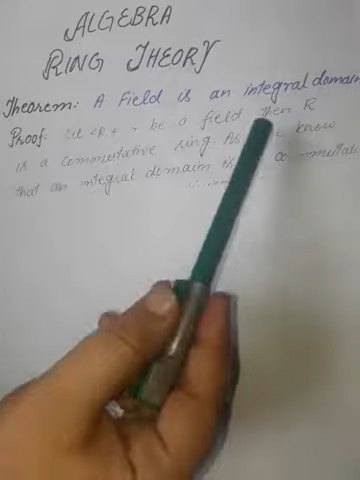 ALGEBRA
RING THEORY
Theorem: A Field is an integral domain
Proof: Let <R + > be a field then R
is a commutative ring. As know
that an integral domain is a